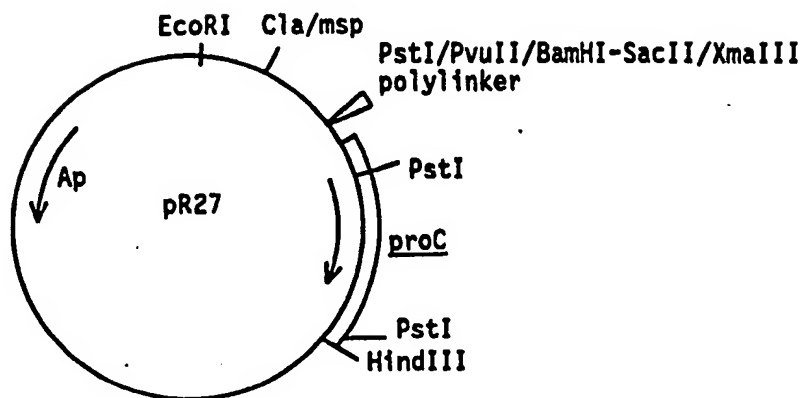 EcoRI Cla/msp
PstI/PvuII/BamHI-SacII/XmaIII
polylinker
PstI
Ap
pR27
proC
PstI
HindIII